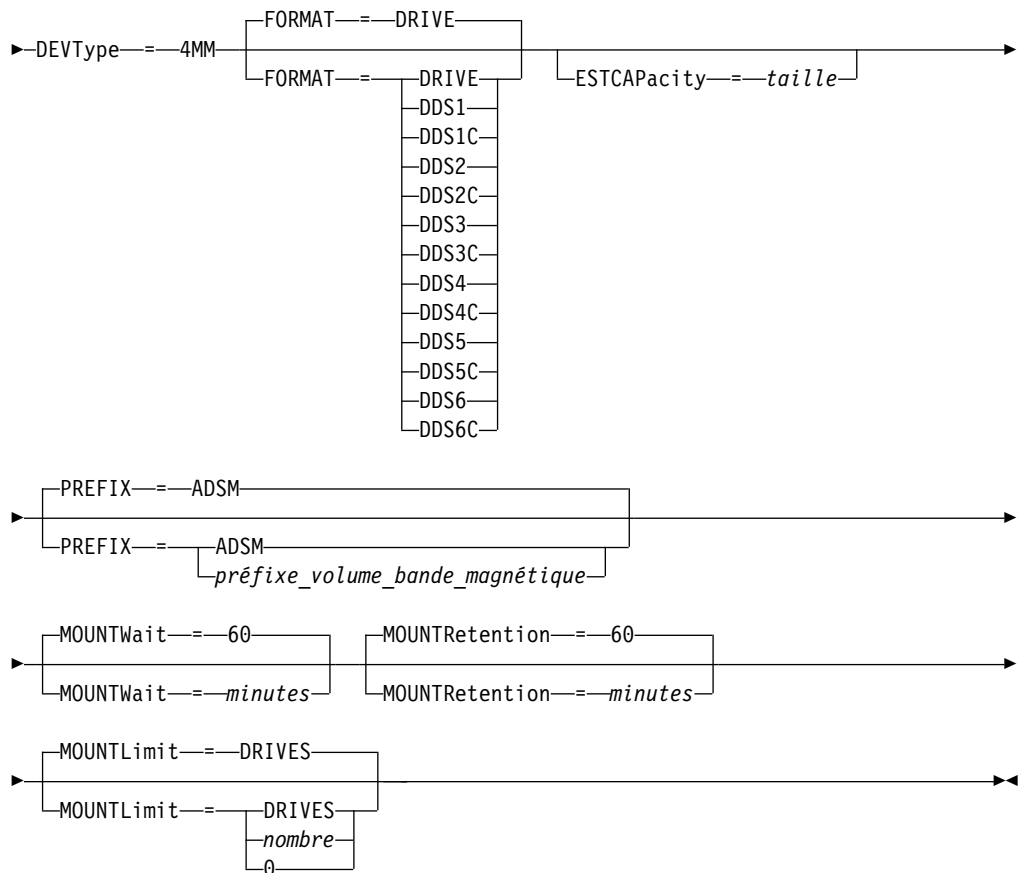 FORMAT = DRIVE
DEVType = 4MM
FORMAT = DRIVE
ESTCAPacity = taille
DDS1
DDS1C
DDS2
DDS2C
DDS3
DDS3C
DDS4
DDS4C
DDS5
DDS5C
DDS6
DDS6C
PREFIX = ADSM
PREFIX = ADSM
préfixe_volume_bande_magnétique
MOUNTWait = 60
MOUNTRetention = 60
MOUNTWait = minutes
MOUNTRetention = minutes
MOUNTLimit = DRIVES
MOUNTLimit = DRIVES
nombre
0